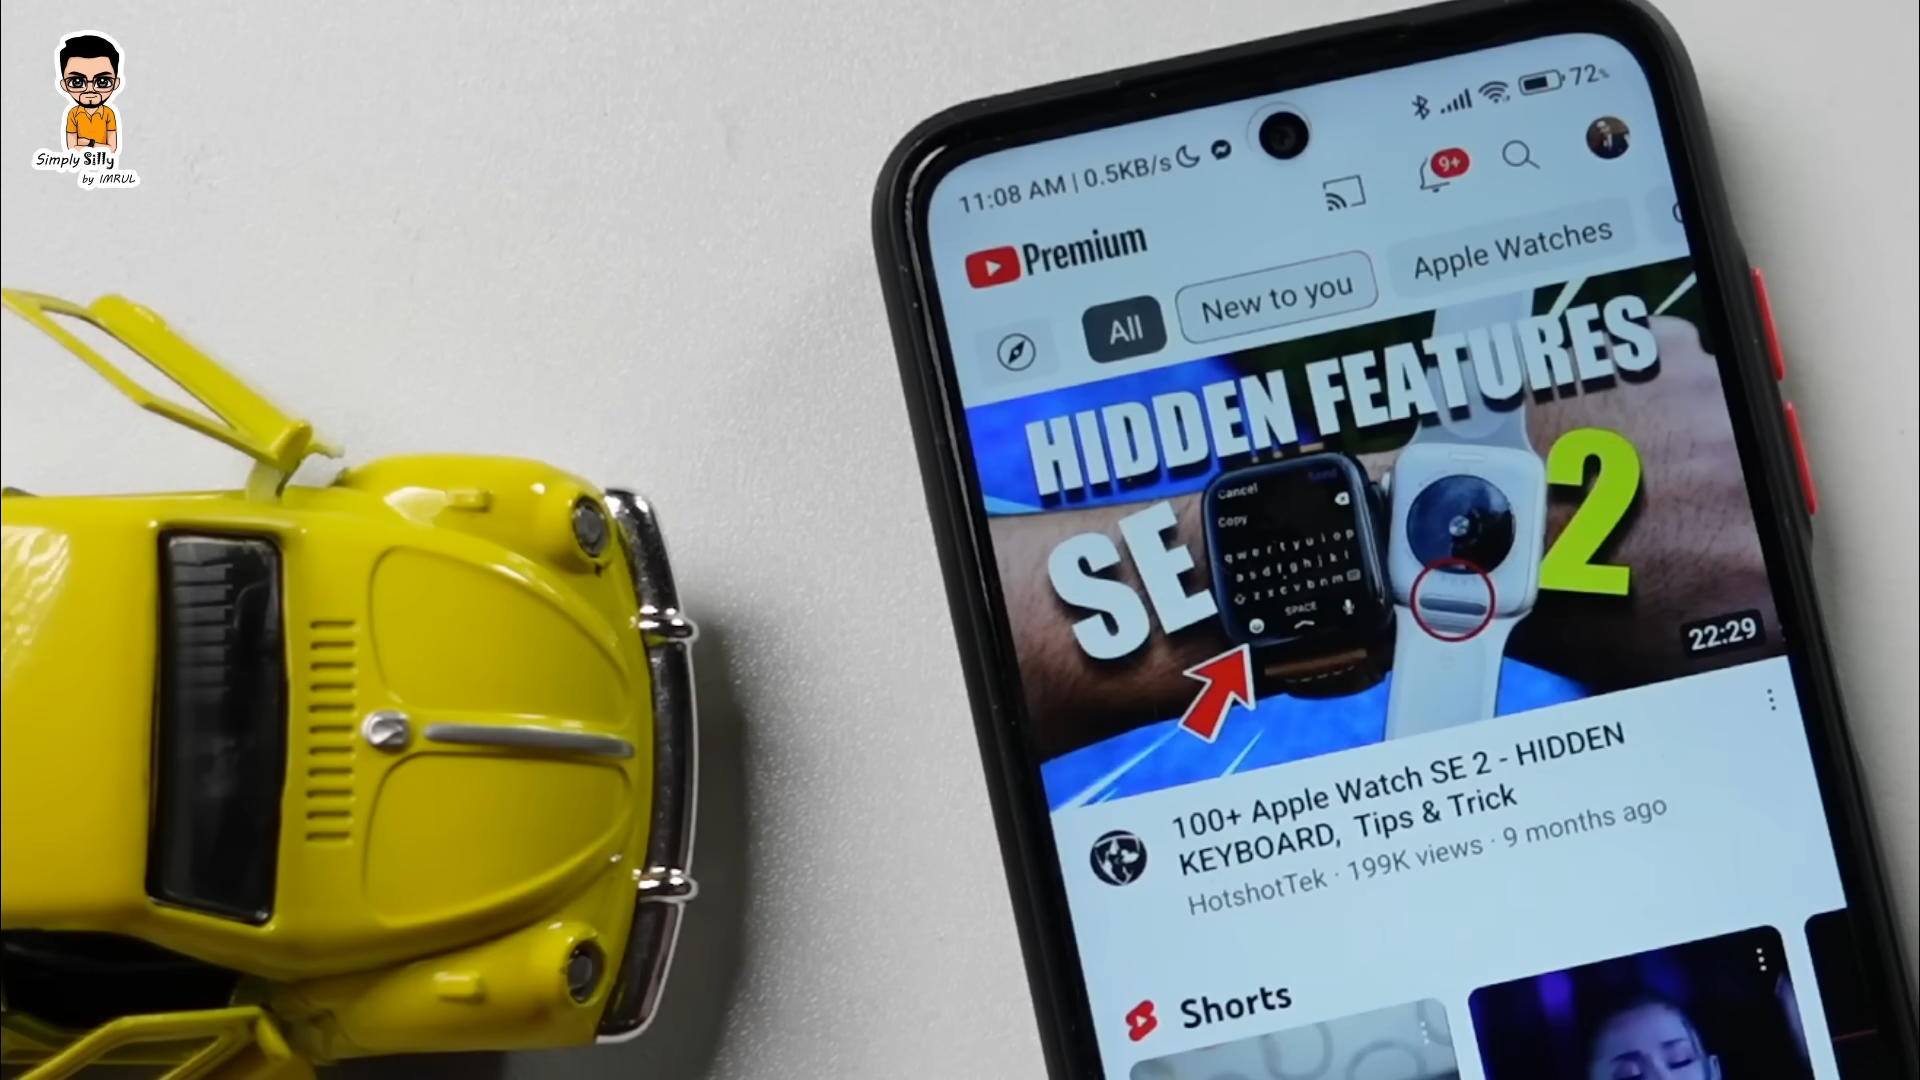 Simply Silly
by IMRUL
11:08 AM | 0.5KB/s
72%
9+
Premium
All
New to you
Apple Watches
HIDDEN FEATURES
SE 2
Cancel
Send
Copy
q w e r t y u i o p
a s d f g h j k l
z x c v b n m
SPACE
22:29
100+ Apple Watch SE 2 - HIDDEN
KEYBOARD, Tips & Trick
HotshotTek · 199K views · 9 months ago
Shorts